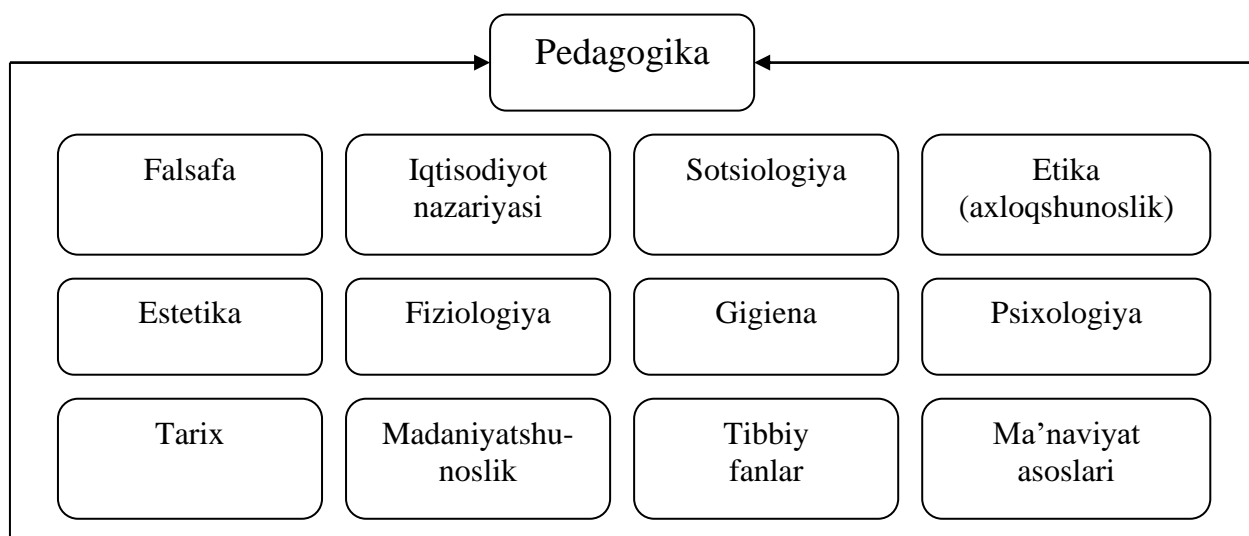 Pedagogika
Falsafa
Iqtisodiyot
nazariyasi
Sotsiologiya
Etika
(axloqshunoslik)
Estetika
Fiziologiya
Gigiena
Psixologiya
Tarix
Madaniyatshu-
noslik
Tibbiy
fanlar
Ma’naviyat
asoslari